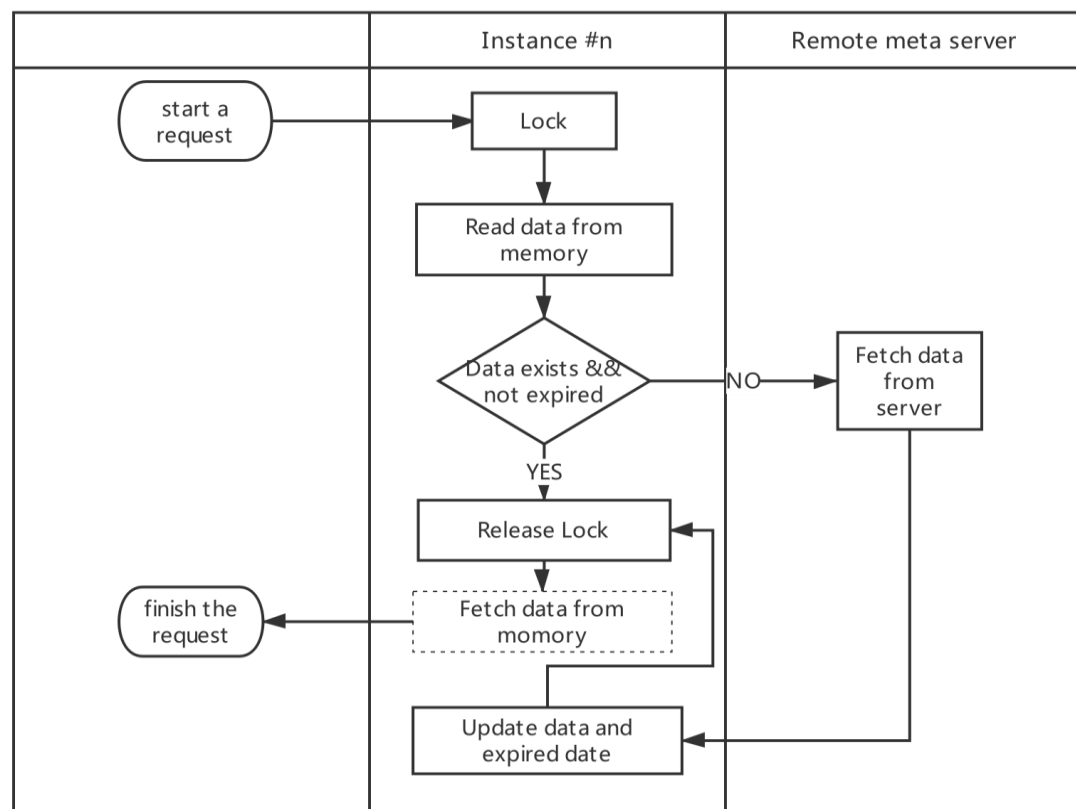 Instance #n
Remote meta server
start a
request
Lock
Read data from
memory
Data exists &&
not expired
NO
Fetch data
from
server
YES
Release Lock
Fetch data from
momory
finish the
request
Update data and
expired date